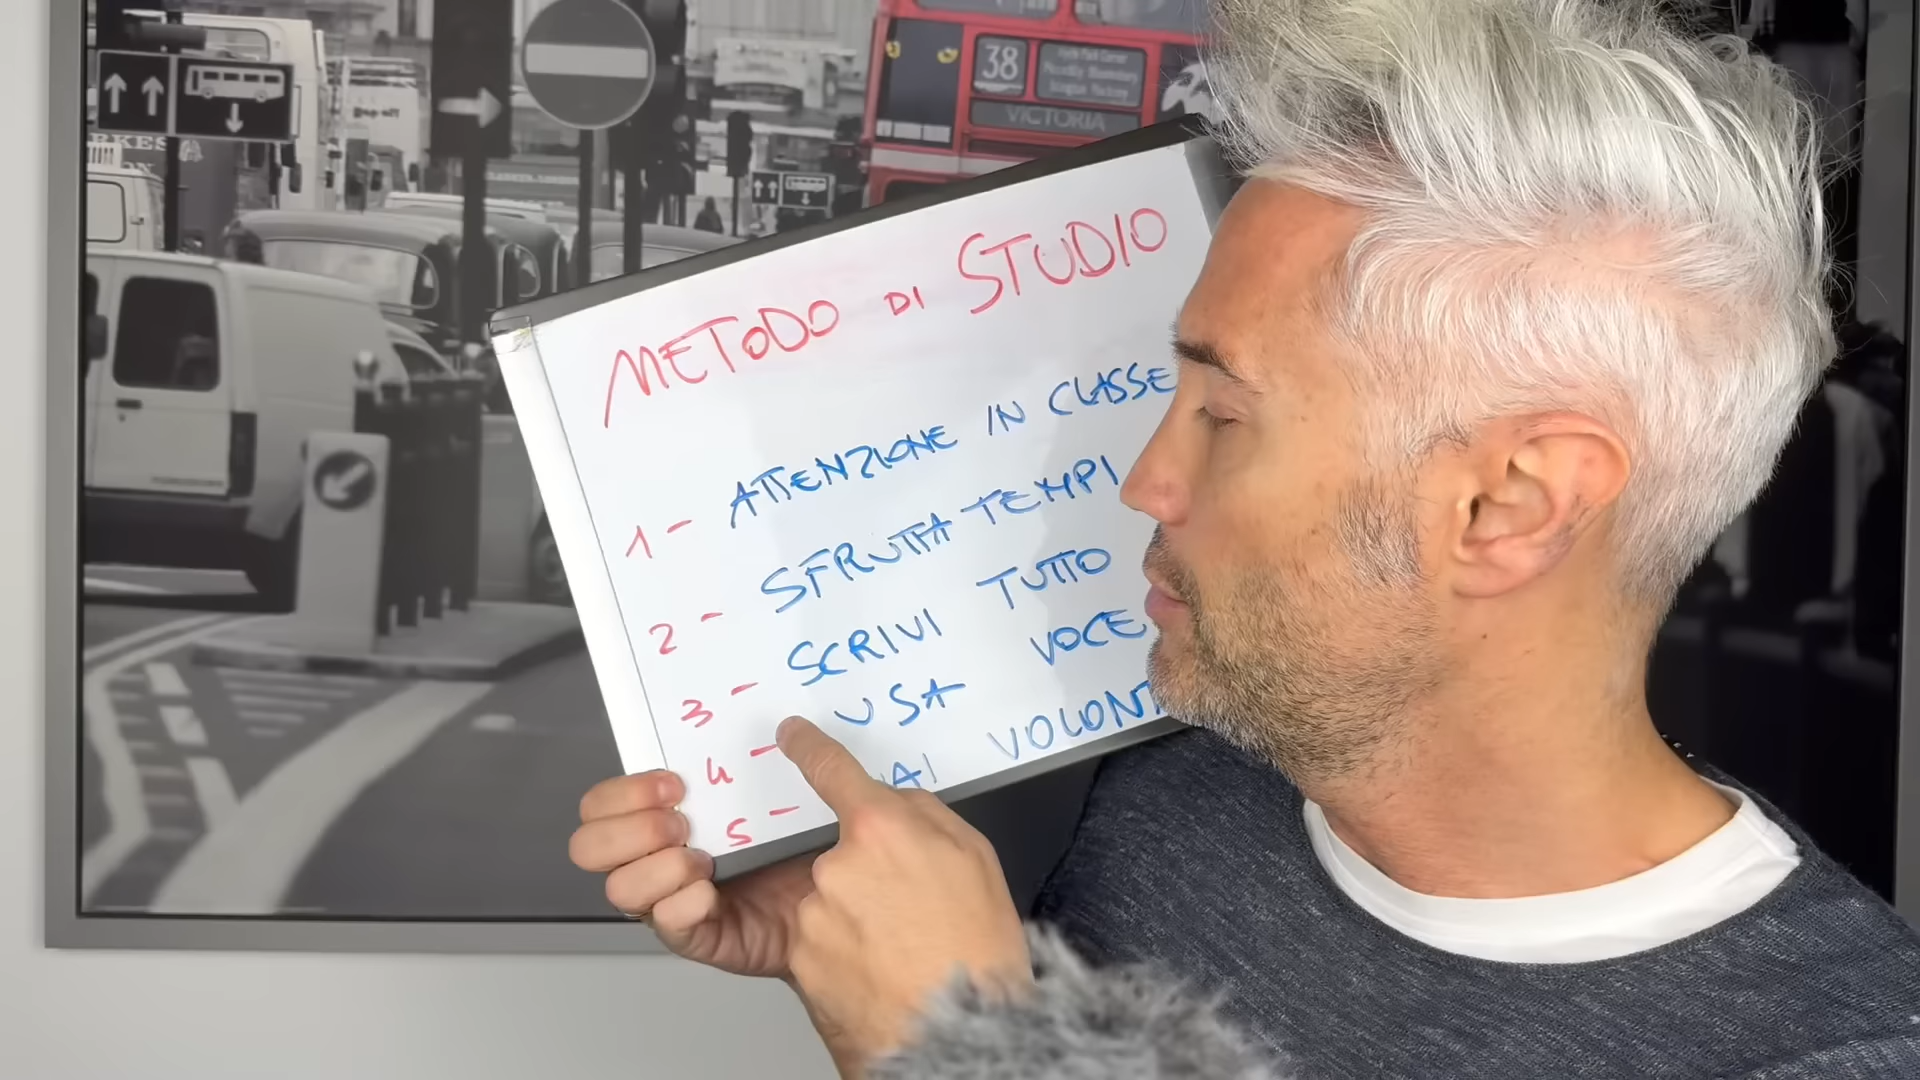 38
VICTORIA
METODO DI STUDIO
1- ATTENZIONE IN CLASSE
2- SFRUTTA TEMPI
3- SCRIVI TUTTO
4- USA VOCE
5-